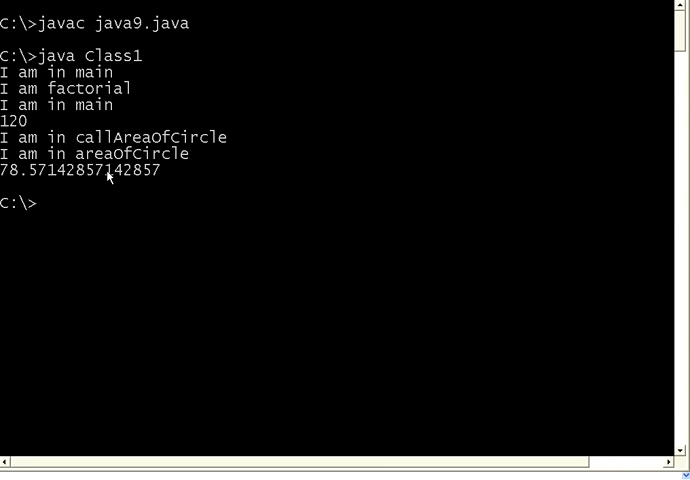 C:\>javac java9.java
C:\>java Class1
I am in main
I am factorial
I am in main
120
I am in callAreaOfCircle
I am in areaOfCircle
78.57142857142857
C:\>